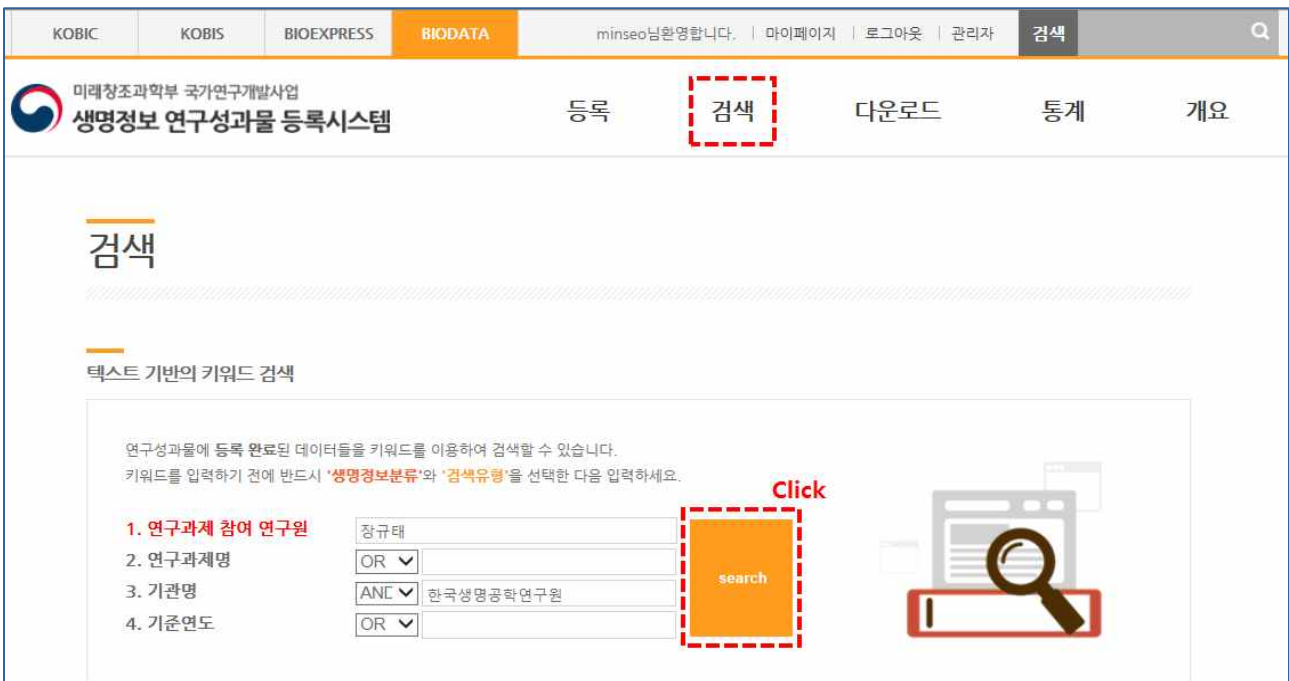 KOBIC KOBIS BIOEXPRESS BIODATA minseo님환영합니다. | 마이페이지 | 로그아웃 | 관리자 검색
미래창조과학부 국가연구개발사업
생명정보 연구성과물 등록시스템
등록 검색 다운로드 통계 개요
검색
텍스트 기반의 키워드 검색
연구성과물에 등록 완료된 데이터들을 키워드를 이용하여 검색할 수 있습니다.
키워드를 입력하기 전에 반드시 '생명정보분류'와 '검색유형'을 선택한 다음 입력하세요.
Click
1. 연구과제 참여 연구원 장규태
2. 연구과제명 OR
search
3. 기관명 AND 한국생명공학연구원
4. 기준연도 OR